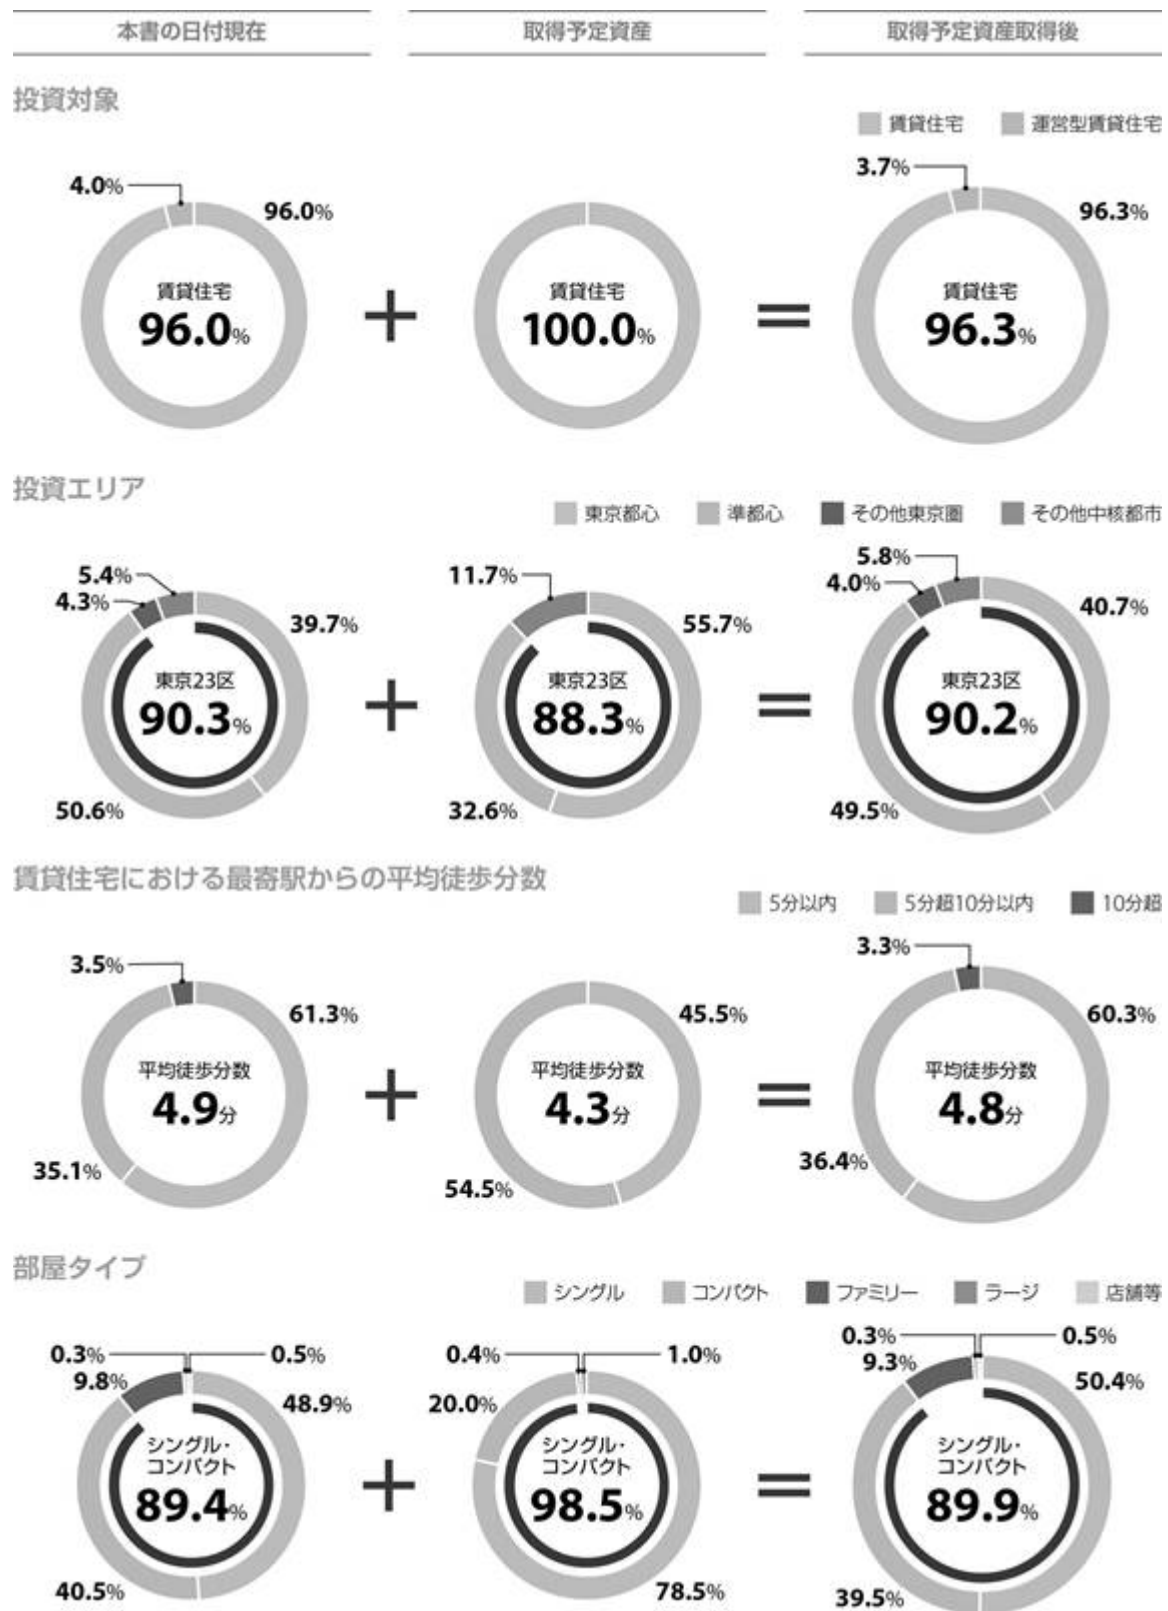 本書の日付現在
取得予定資産
取得予定資産取得後
投資対象
賃貸住宅 運営型賃貸住宅
4.0%
96.0%
賃貸住宅
96.0%
+
賃貸住宅
100.0%
=
3.7%
96.3%
賃貸住宅
96.3%
投資エリア
東京都心 準都心 その他東京圏 その他中核都市
5.4%
4.3%
39.7%
東京23区
90.3%
50.6%
+
11.7%
55.7%
東京23区
88.3%
32.6%
=
5.8%
4.0%
40.7%
東京23区
90.2%
49.5%
賃貸住宅における最寄駅からの平均徒歩分数
5分以内 5分超10分以内 10分超
3.5%
61.3%
平均徒歩分数
4.9分
35.1%
+
45.5%
平均徒歩分数
4.3分
54.5%
=
3.3%
60.3%
平均徒歩分数
4.8分
36.4%
部屋タイプ
シングル コンパクト ファミリー ラージ 店舗等
0.3%
0.5%
9.8%
48.9%
シングル・
コンパクト
89.4%
40.5%
+
0.4%
1.0%
20.0%
シングル・
コンパクト
98.5%
78.5%
=
0.3%
0.5%
9.3%
50.4%
シングル・
コンパクト
89.9%
39.5%